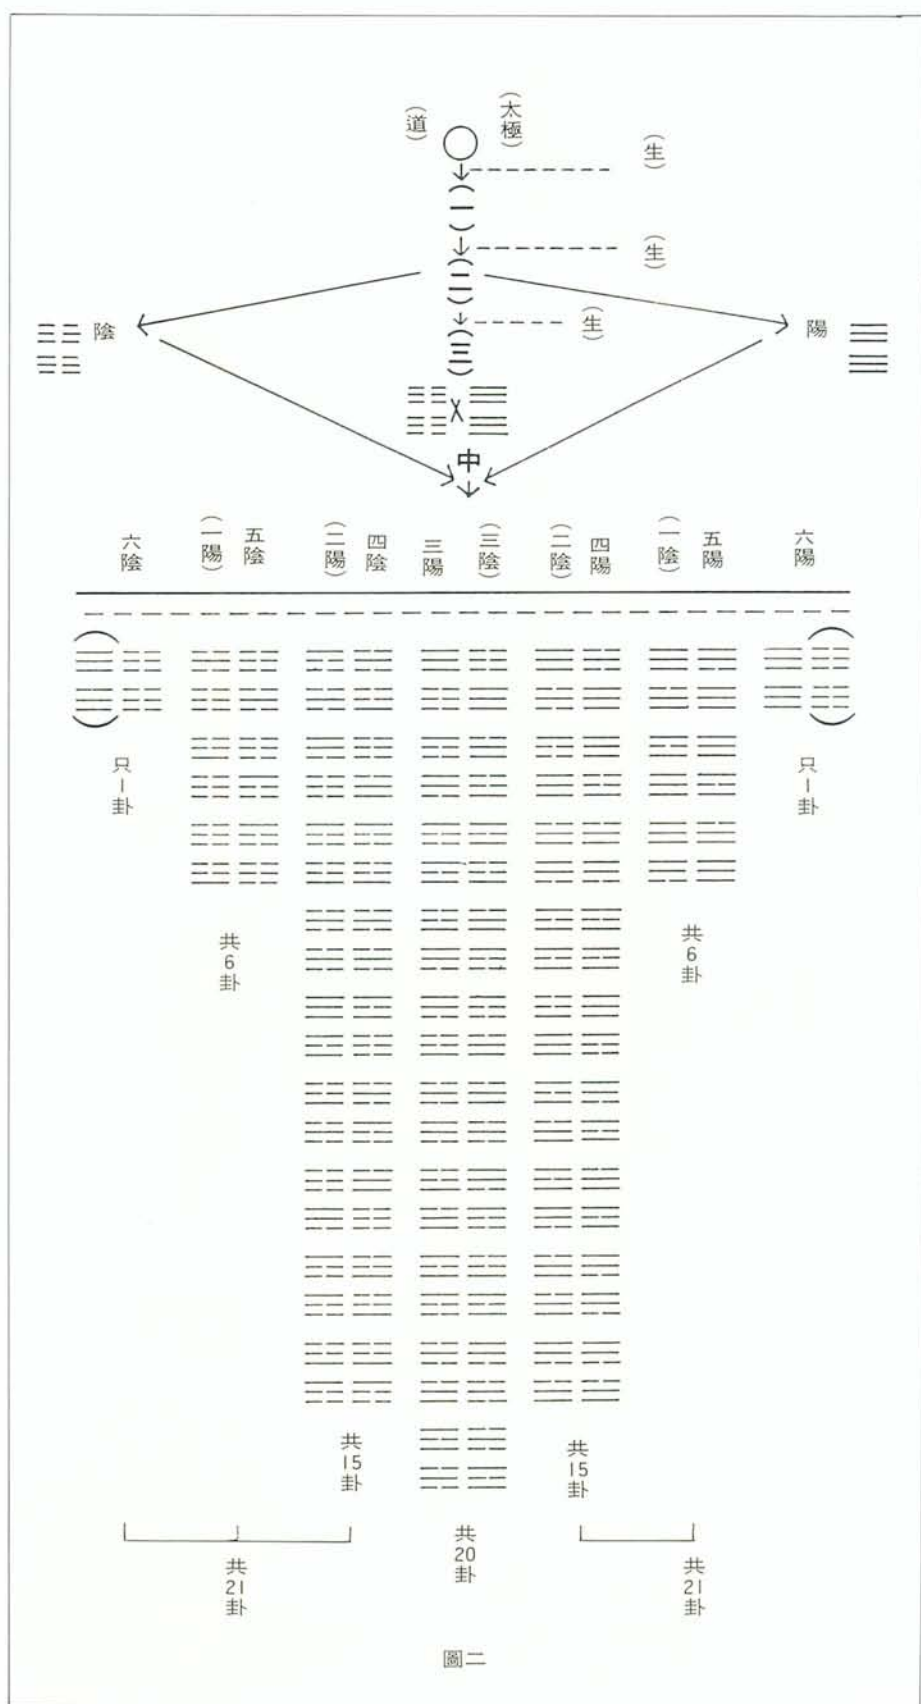 (道)
(太極)
(生)
(一)
(生)
(二)
(生)
(三)
陰
陽
中
六陰
(一陽)
五陰
(二陽)
四陰
三陽
(三陰)
(二陰)
四陽
(一陰)
五陽
六陽
只1卦
只1卦
共6卦
共6卦
共15卦
共15卦
共20卦
共21卦
共21卦
圖二